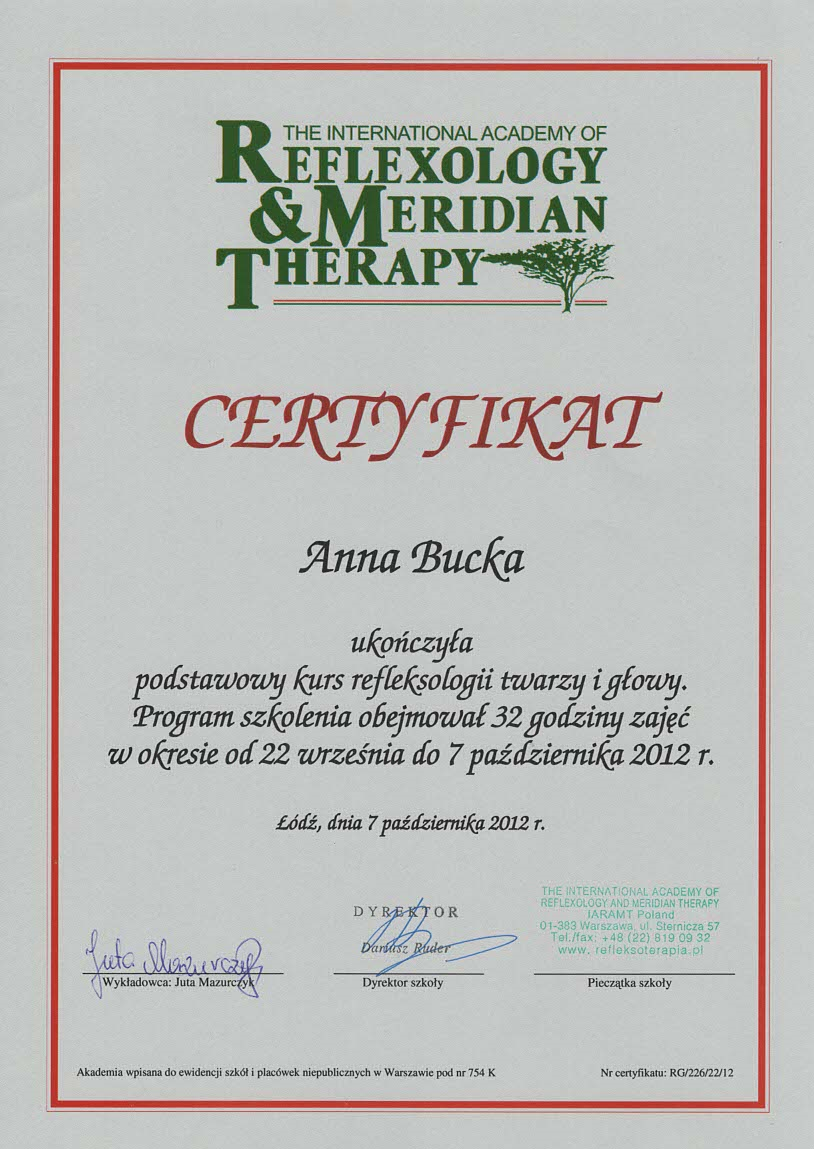 THE INTERNATIONAL ACADEMY OF
REFLEXOLOGY
& MERIDIAN
THERAPY
CERTYFIKAT
Anna Bucka
ukończyła
podstawowy kurs refleksologii twarzy i głowy.
Program szkolenia obejmował 32 godziny zajęć
w okresie od 22 września do 7 października 2012 r.
Łódź, dnia 7 października 2012 r.
THE INTERNATIONAL ACADEMY OF
REFLEXOLOGY AND MERIDIAN THERAPY
IARAMT Poland
01-383 Warszawa, ul. Sternicza 57
Tel./fax: +48 (22) 819 09 32
www. refleksoterapia.pl
DYREKTOR
Dariusz Ruder
Juta Mazurczyk
Wykładowca: Juta Mazurczyk
Dyrektor szkoły
Pieczątka szkoły
Akademia wpisana do ewidencji szkół i placówek niepublicznych w Warszawie pod nr 754 K
Nr certyfikatu: RG/226/22/12